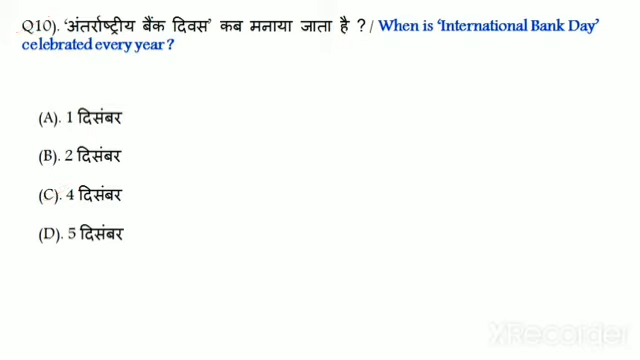 Q10). ‘अंतर्राष्ट्रीय बैंक दिवस’ कब मनाया जाता है ? / When is ‘International Bank Day’
celebrated every year ?
(A). 1 दिसंबर
(B). 2 दिसंबर
(C). 4 दिसंबर
(D). 5 दिसंबर
XRecorder